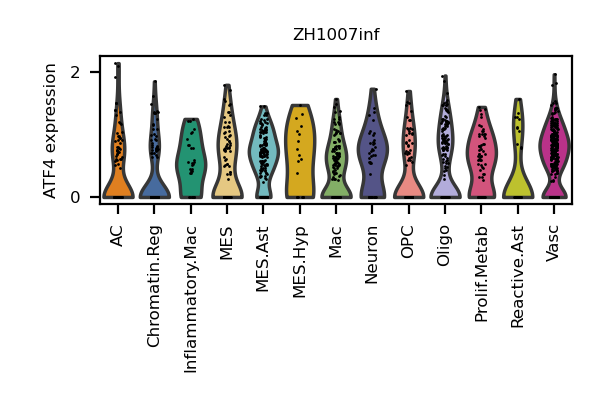 ZH1007inf
ATF4 expression
2
0
AC
Chromatin.Reg
Inflammatory.Mac
MES
MES.Ast
MES.Hyp
Mac
Neuron
OPC
Oligo
Prolif.Metab
Reactive.Ast
Vasc